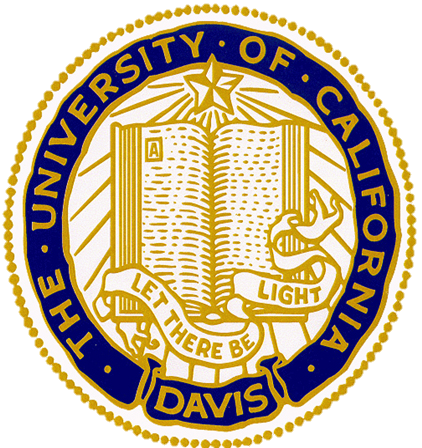 THE · UNIVERSITY · OF · CALIFORNIA ·
A
LET THERE BE
LIGHT
DAVIS